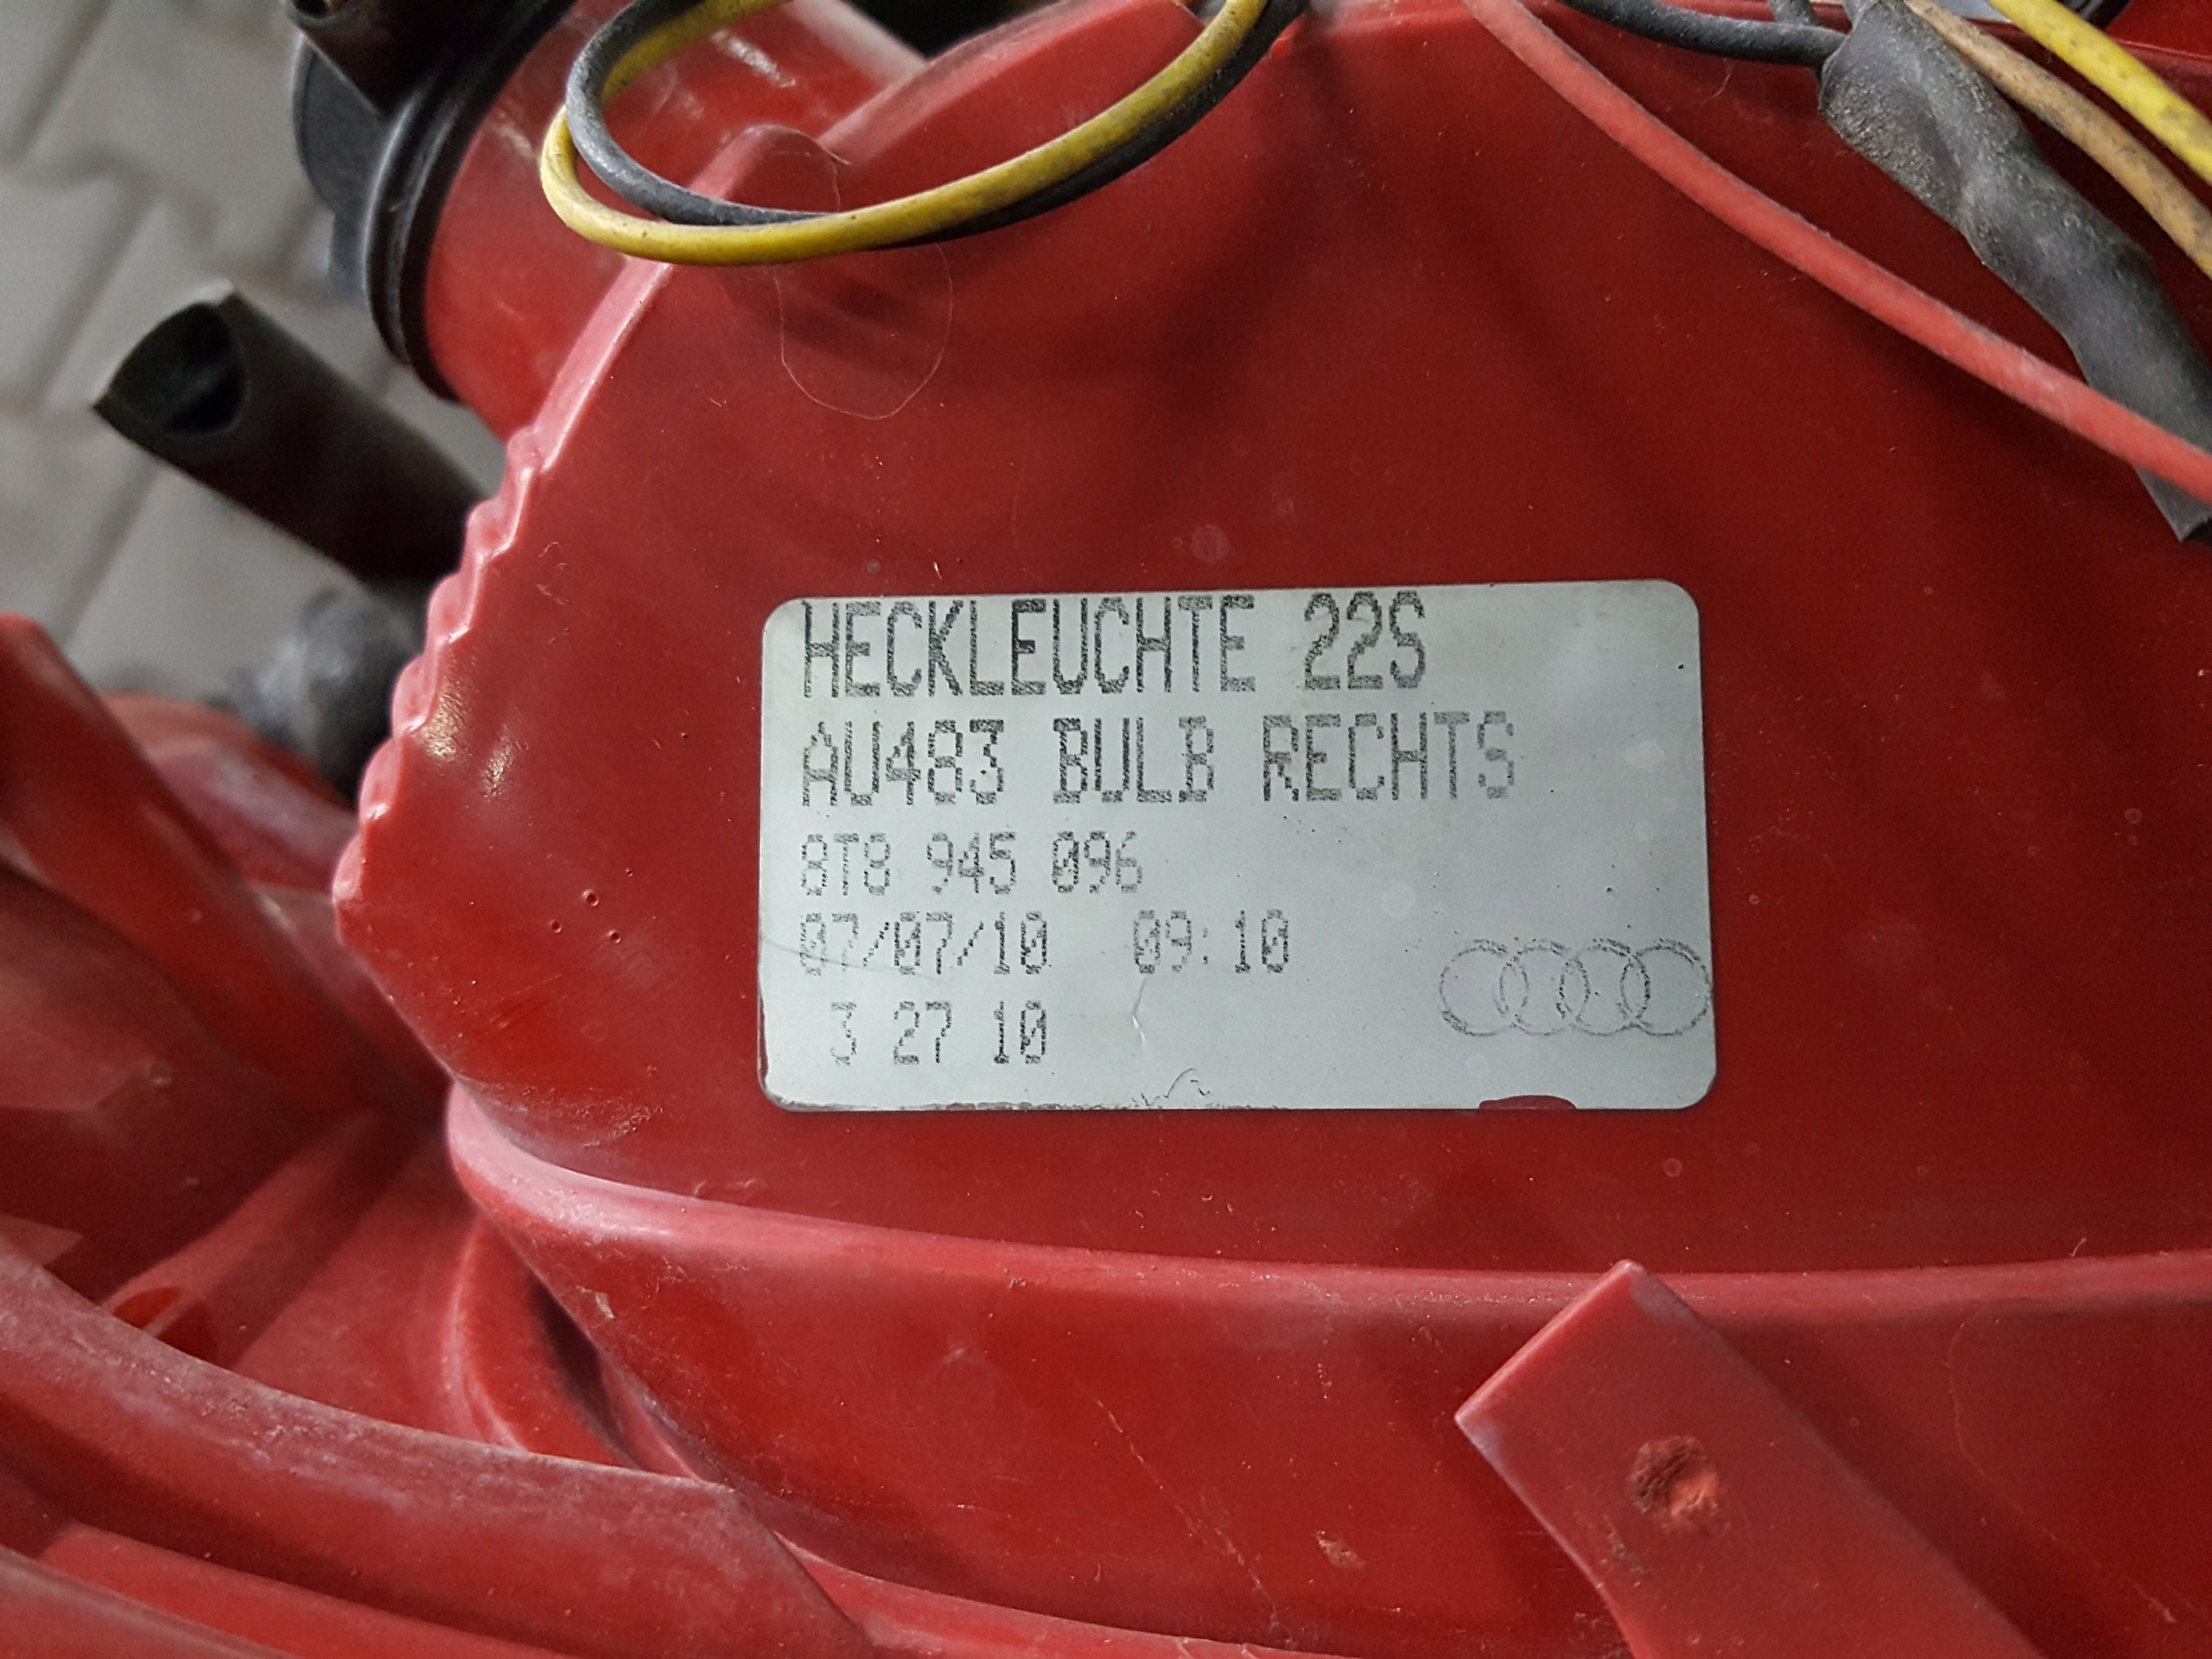 HECKLEUCHTE 22S
AU483 BULB RECHTS
8T8 945 096
07/07/10 09:10
3 27 10